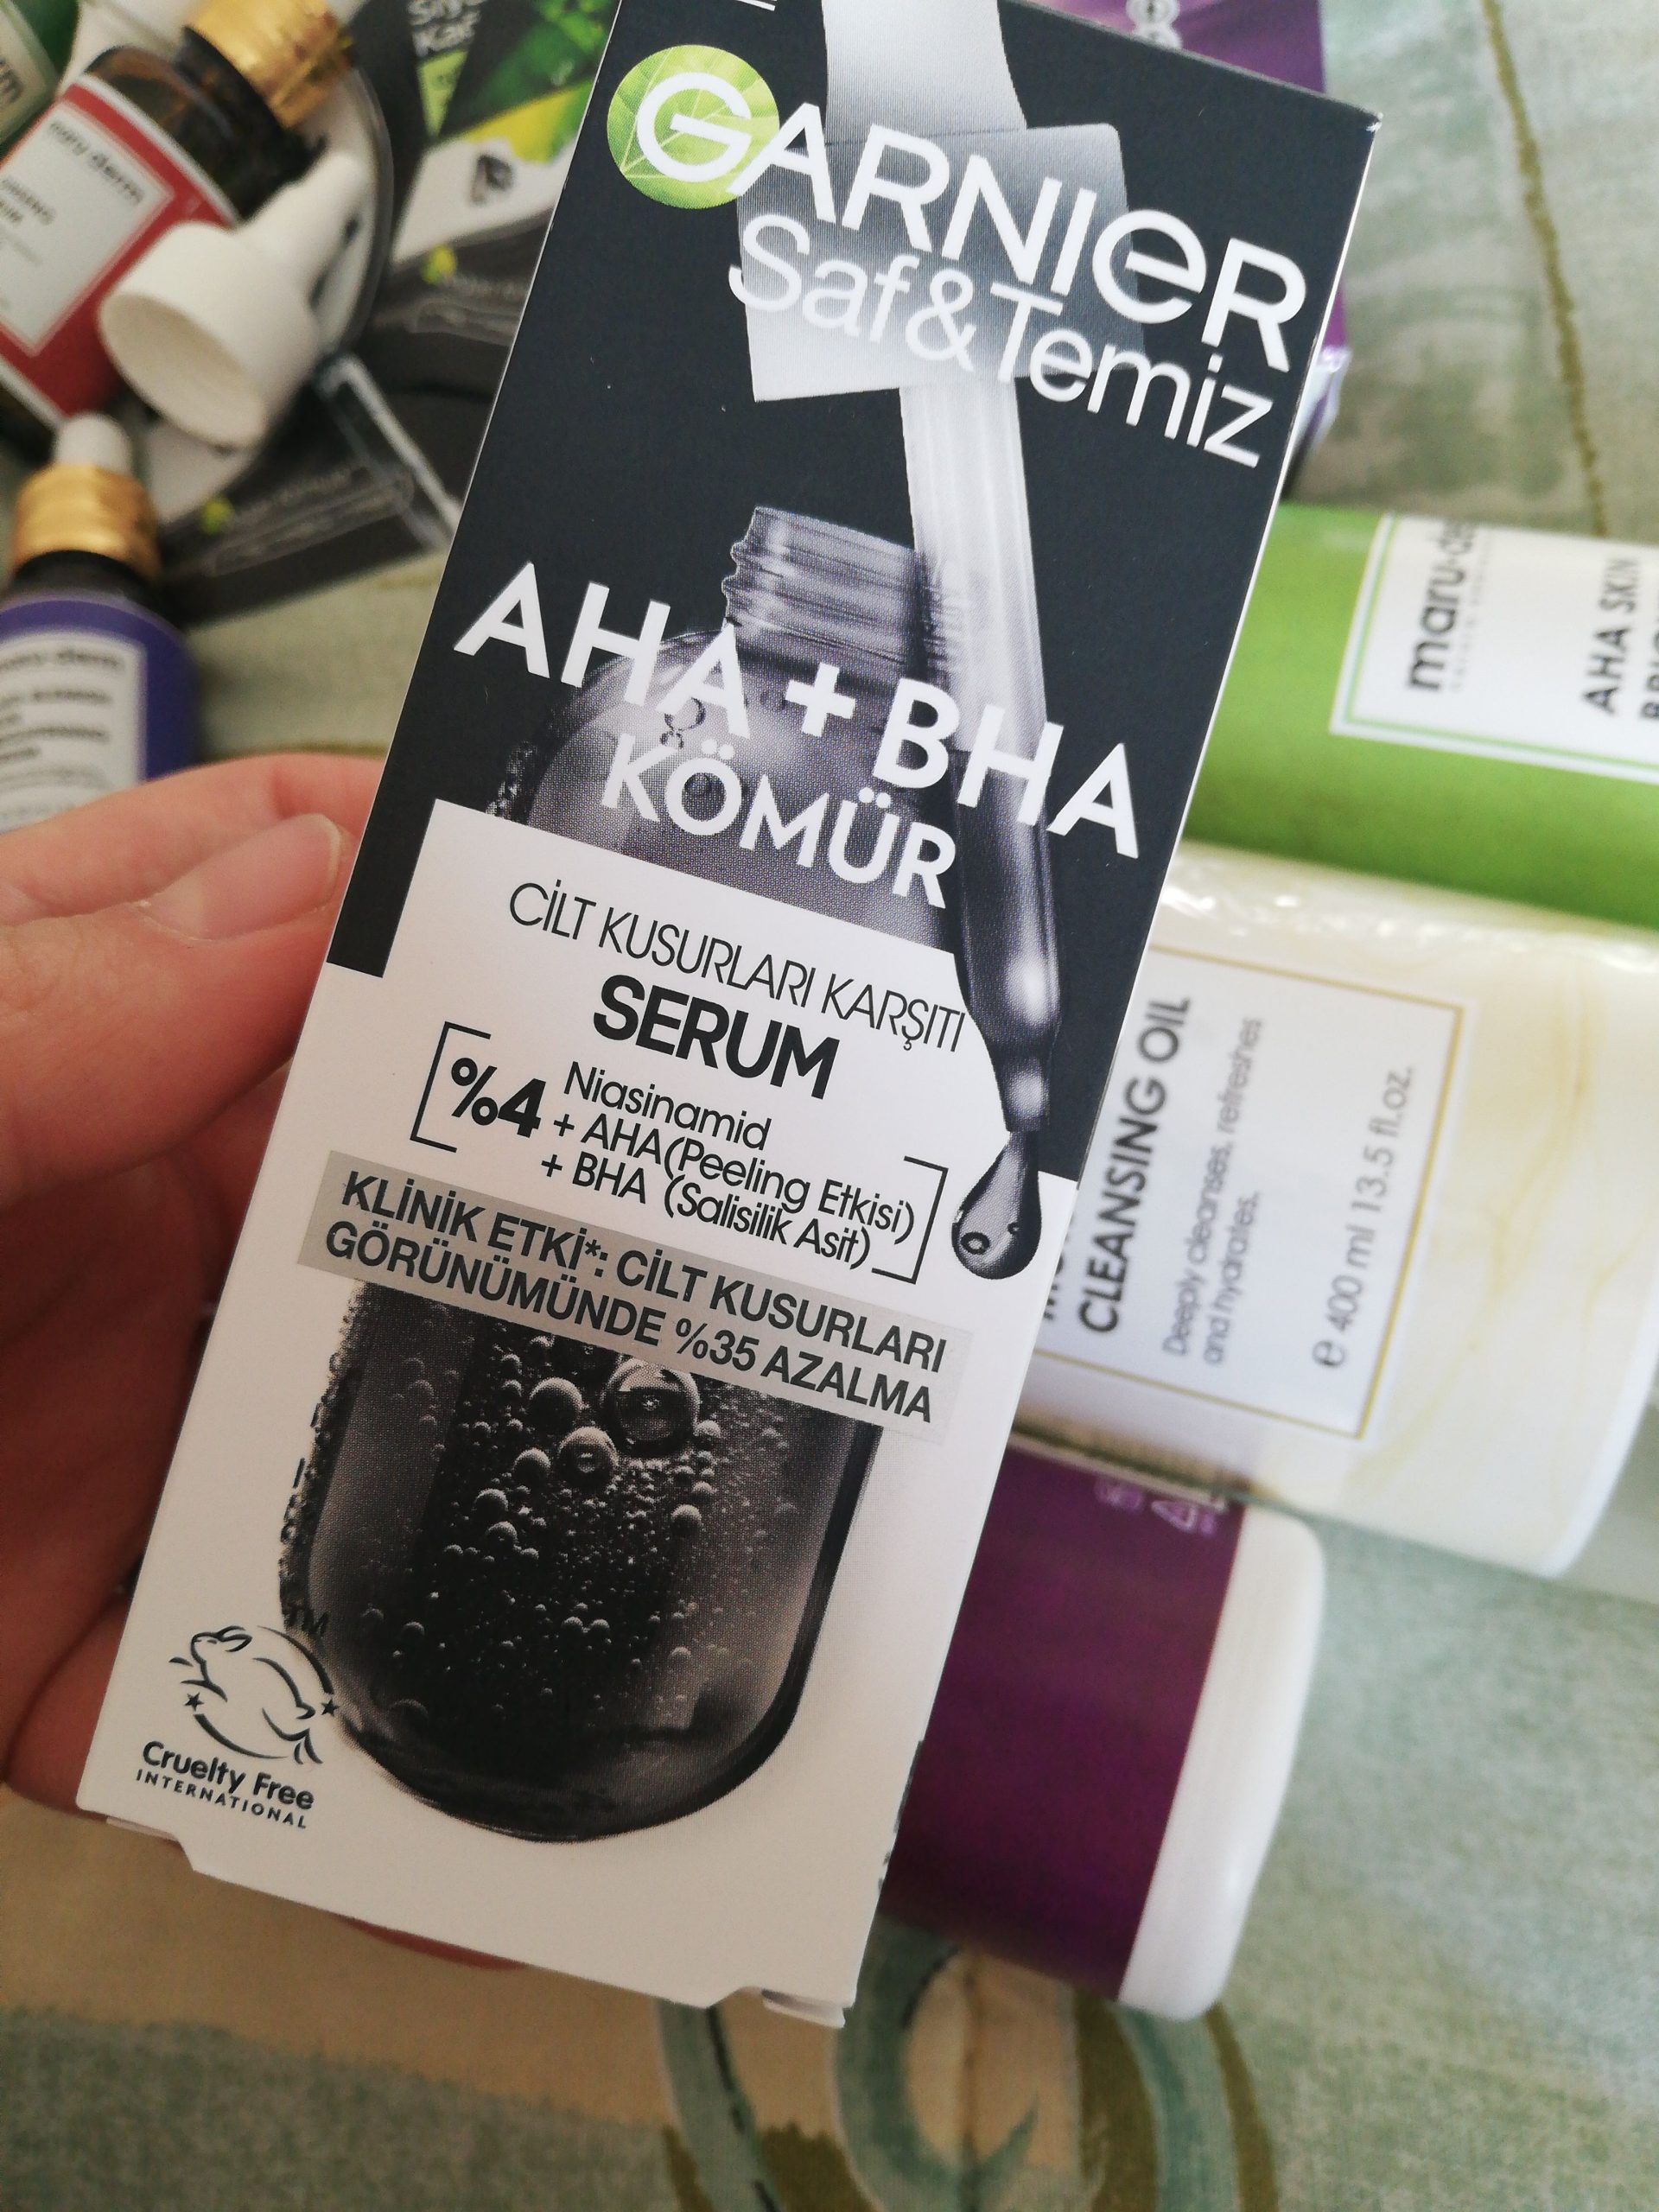 GARNIER
Saf&Temiz
AHA + BHA
KÖMÜR
CİLT KUSURLARI KARŞITI
SERUM
%4 Niasinamid
+ AHA(Peeling Etkisi)
+ BHA (Salisilik Asit)
KLİNİK ETKİ*: CİLT KUSURLARI
GÖRÜNÜMÜNDE %35 AZALMA
TM
Cruelty Free
INTERNATIONAL
AHA SKIN
CLEANSING OIL
Deeply cleanses, refreshes
and hydrates.
e 400 ml 13.5 fl.oz.